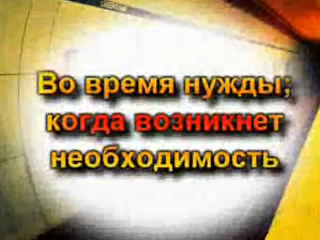 Во время нужды;
когда возникнет
необходимость